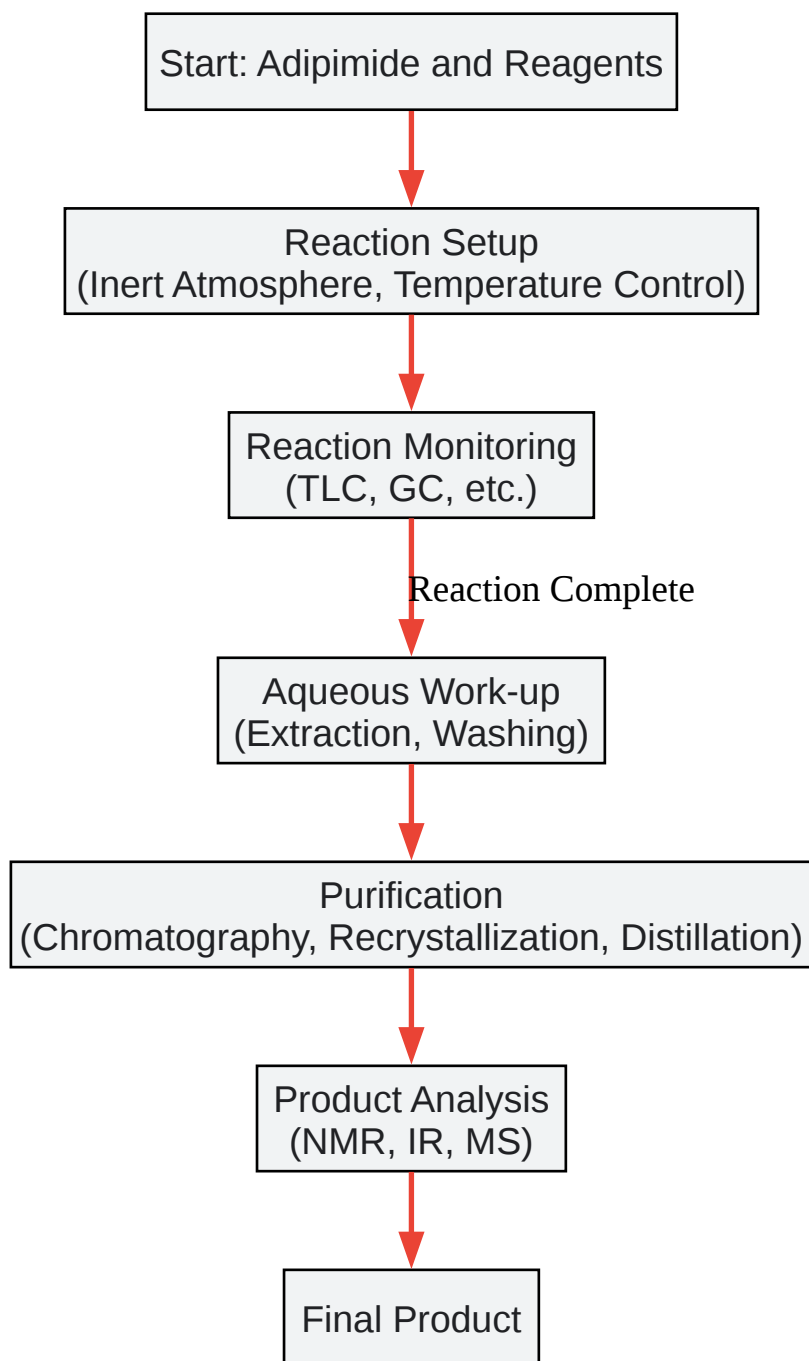 Start: Adipimide and Reagents
Reaction Setup
(Inert Atmosphere, Temperature Control)
Reaction Monitoring
(TLC, GC, etc.)
Reaction Complete
Aqueous Work-up
(Extraction, Washing)
Purification
(Chromatography, Recrystallization, Distillation)
Product Analysis
(NMR, IR, MS)
Final Product